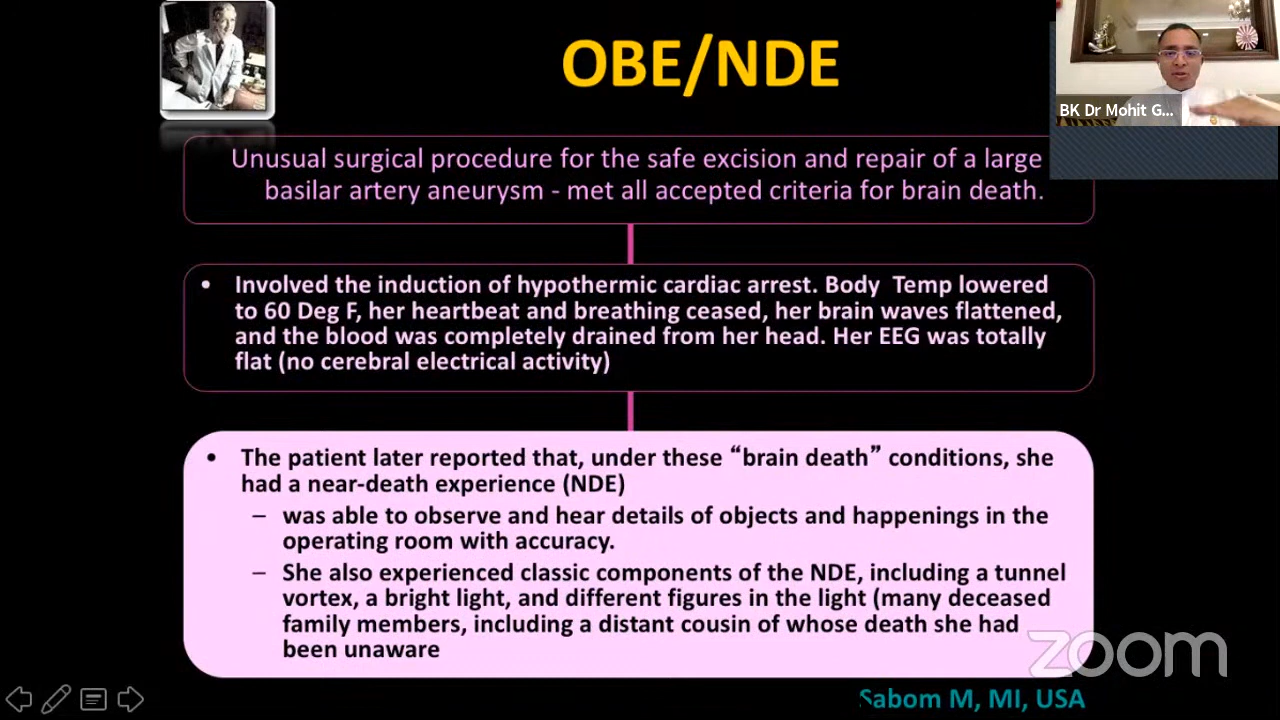 OBE/NDE
BK Dr Mohit G...
Unusual surgical procedure for the safe excision and repair of a large
basilar artery aneurysm - met all accepted criteria for brain death.
• Involved the induction of hypothermic cardiac arrest. Body Temp lowered
to 60 Deg F, her heartbeat and breathing ceased, her brain waves flattened,
and the blood was completely drained from her head. Her EEG was totally
flat (no cerebral electrical activity)
• The patient later reported that, under these “brain death” conditions, she
had a near-death experience (NDE)
– was able to observe and hear details of objects and happenings in the
operating room with accuracy.
– She also experienced classic components of the NDE, including a tunnel
vortex, a bright light, and different figures in the light (many deceased
family members, including a distant cousin of whose death she had
been unaware
zoom
Sabom M, MI, USA